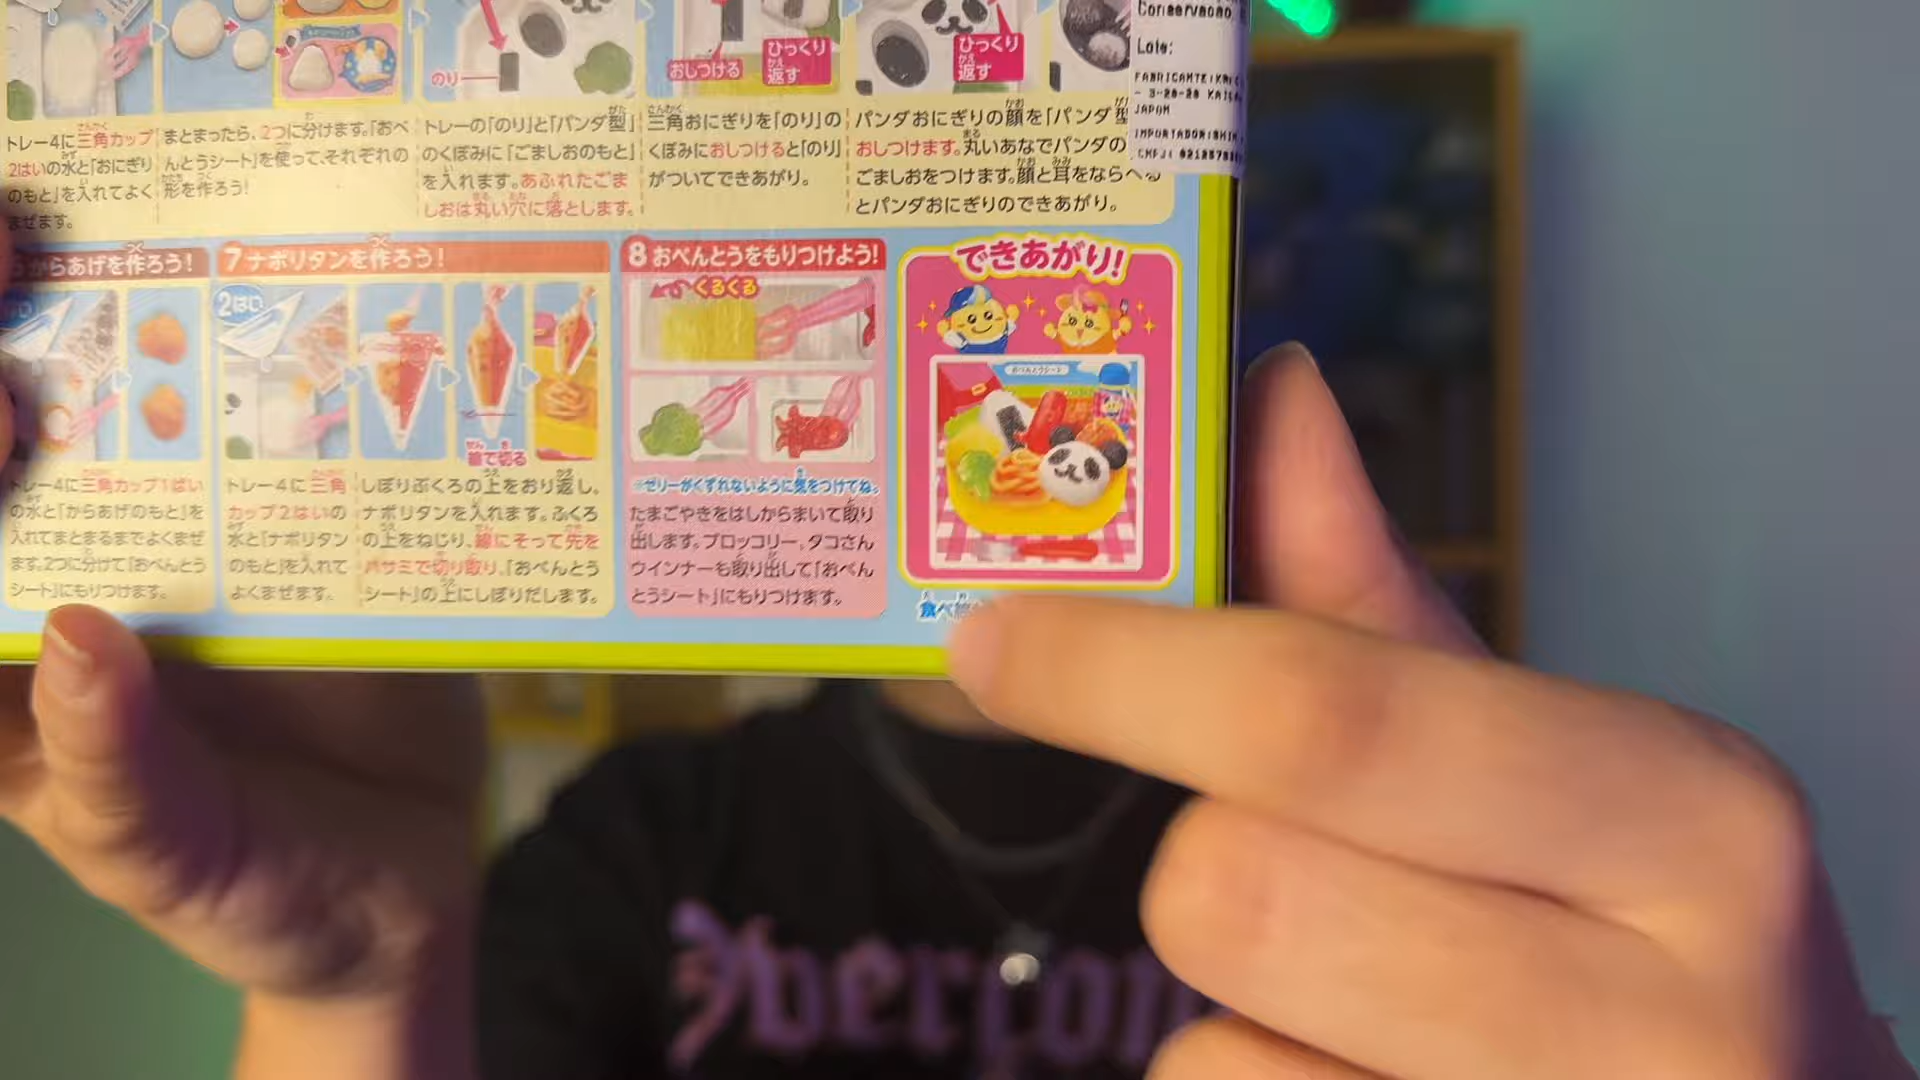 Conservacao
Lote:
- 3-20-20
JAPOM
のり
おしつける
ひっくり
返す
ひっくり
返す
トレー4に三角カップ
2はいの水と「おにぎり
のもと」を入れてよく
まぜます。
まとまったら、2つに分けます。「おべ
んとうシート」を使って、それぞれの
形を作ろう!
トレーの「のり」と「パンダ型」
のくぼみに「ごましおのもと」
を入れます。あふれたごま
しおは丸い穴に落とします。
三角おにぎりを「のり」の
くぼみにおしつけると「のり」
がついてできあがり。
パンダおにぎりの顔を「パンダ型
おしつけます。丸いあなでパンダの
ごましおをつけます。顔と耳をならべる
とパンダおにぎりのできあがり。
からあげを作ろう!
トレー4に三角カップ1ぱい
の水と「からあげのもと」を
入れてまとまるまでよくまぜ
ます。2つに分けて「おべんとう
シート」にもりつけます。
7 ナポリタンを作ろう!
2はい
線で切る
トレー4に三角
カップ2はいの
水と「ナポリタン
のもと」を入れて
よくまぜます。
しぼりぶくろの上をおり返し、
ナポリタンを入れます。ふくろ
の上をねじり、線にそって先を
ハサミで切り取り、「おべんとう
シート」の上にしぼりだします。
8 おべんとうをもりつけよう!
くるくる
※ゼリーがくずれないように気をつけてね。
たまごやきをはしからまいて取り
出します。ブロッコリー、タコさん
ウインナーも取り出して「おべん
とうシート」にもりつけます。
できあがり!
おべんとうシート
食べ